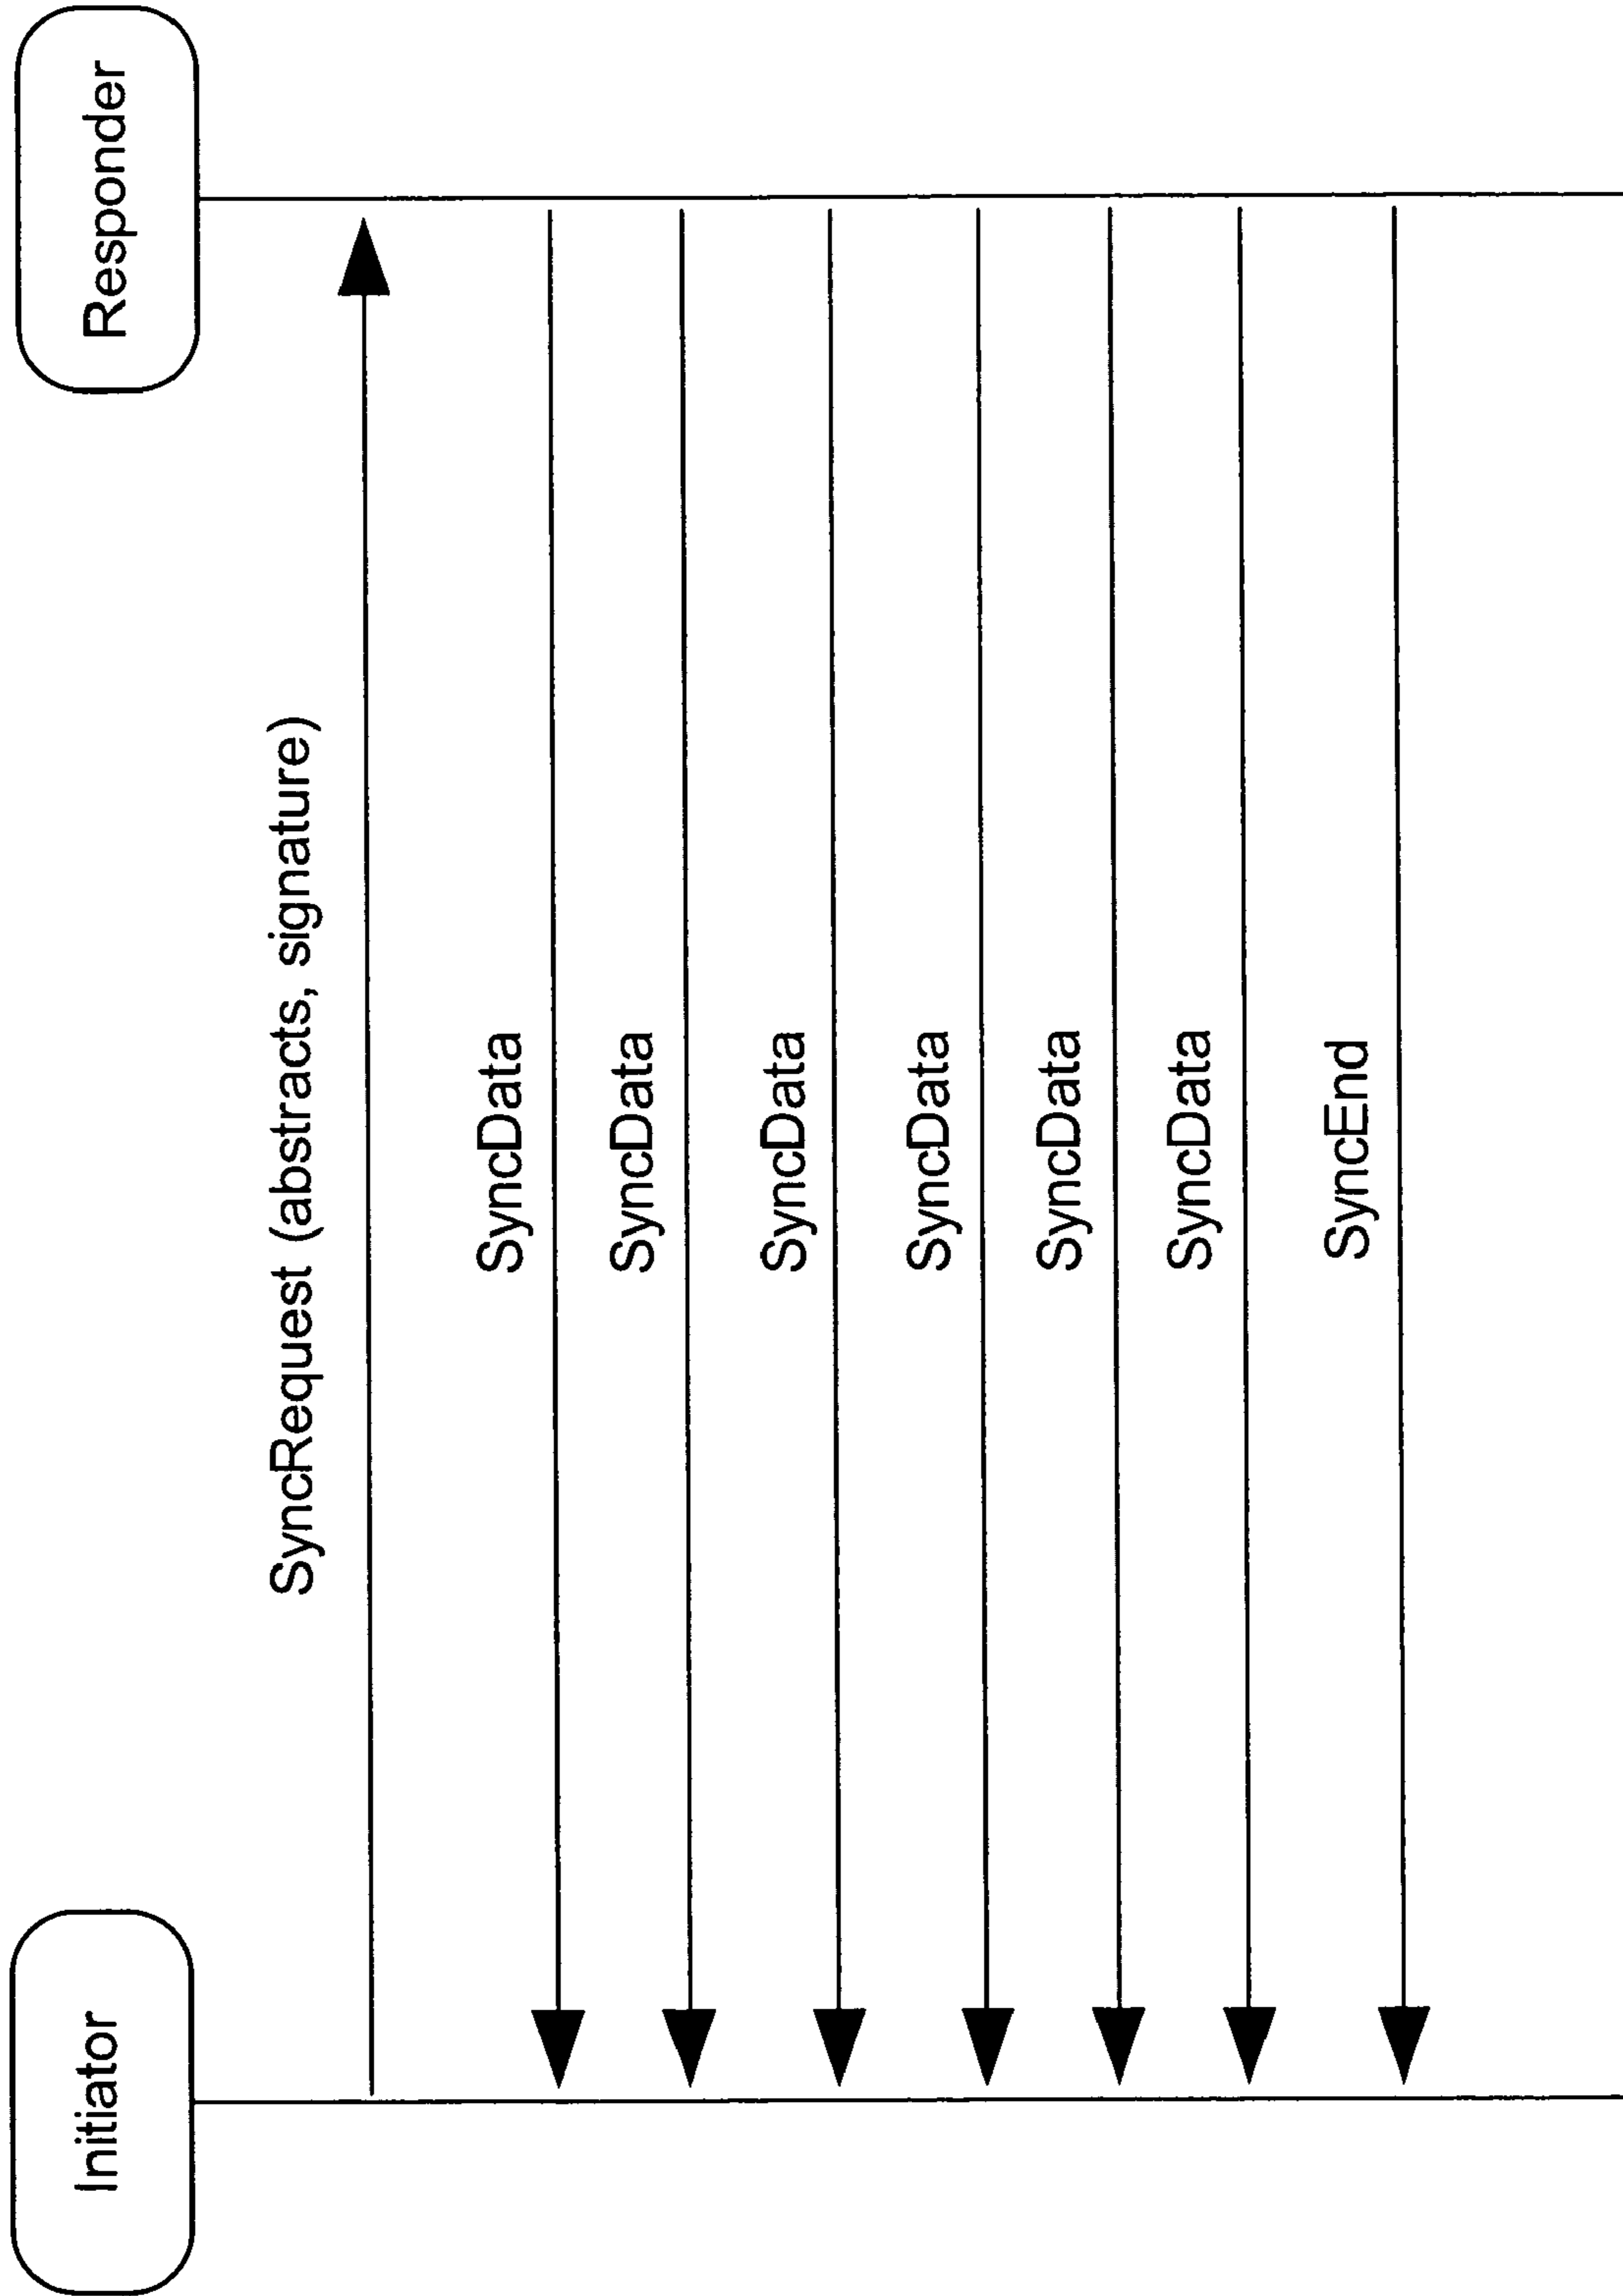 Initiator
Responder
SyncRequest (abstracts, signature)
SyncData
SyncData
SyncData
SyncData
SyncData
SyncData
SyncEnd